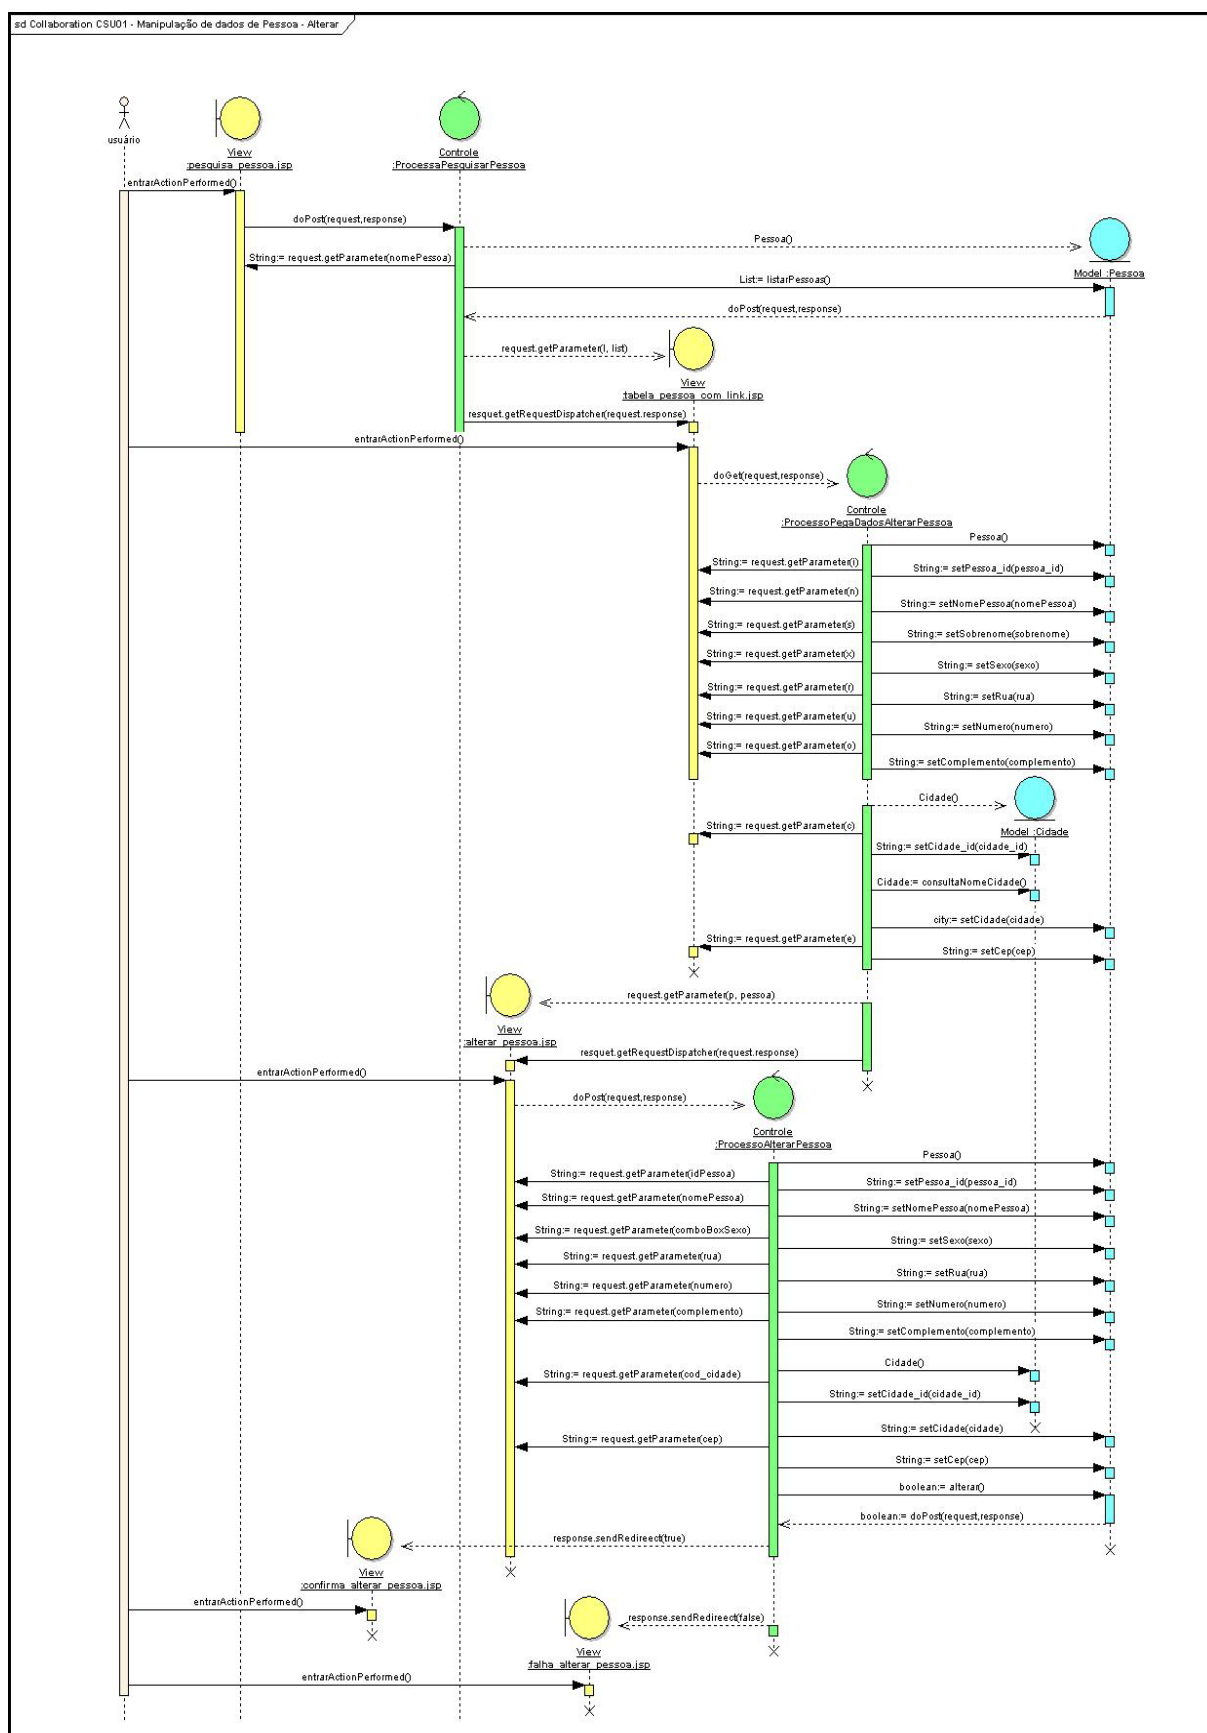 sd Collaboration CSU01 - Manipulação de dados de Pessoa - Alterar
usuário
View
:pesquisa_pessoa.jsp
Controle
:ProcessaPesquisarPessoa
entrarActionPerformed()
doPost(request,response)
Pessoa()
String:= request.getParameter(nomePessoa)
Model :Pessoa
List:= listarPessoas()
doPost(request,response)
request.getParameter(l, list)
View
:tabela_pessoa_com_link.jsp
resquet.getRequestDispatcher(request.response)
entrarActionPerformed()
doGet(request,response)
Controle
:ProcessoPegaDadosAlterarPessoa
Pessoa()
String:= request.getParameter(i)
String:= setPessoa_id(pessoa_id)
String:= request.getParameter(n)
String:= setNomePessoa(nomePessoa)
String:= request.getParameter(s)
String:= setSobrenome(sobrenome)
String:= request.getParameter(x)
String:= setSexo(sexo)
String:= request.getParameter(r)
String:= setRua(rua)
String:= request.getParameter(u)
String:= setNumero(numero)
String:= request.getParameter(o)
String:= setComplemento(complemento)
Cidade()
String:= request.getParameter(c)
Model :Cidade
String:= setCidade_id(cidade_id)
Cidade:= consultaNomeCidade()
city:= setCidade(cidade)
String:= request.getParameter(e)
String:= setCep(cep)
request.getParameter(p, pessoa)
View
:alterar_pessoa.jsp
resquet.getRequestDispatcher(request.response)
entrarActionPerformed()
doPost(request,response)
Controle
:ProcessoAlterarPessoa
Pessoa()
String:= request.getParameter(idPessoa)
String:= setPessoa_id(pessoa_id)
String:= request.getParameter(nomePessoa)
String:= setNomePessoa(nomePessoa)
String:= request.getParameter(comboBoxSexo)
String:= setSexo(sexo)
String:= request.getParameter(rua)
String:= setRua(rua)
String:= request.getParameter(numero)
String:= setNumero(numero)
String:= request.getParameter(complemento)
String:= setComplemento(complemento)
Cidade()
String:= request.getParameter(cod_cidade)
String:= setCidade_id(cidade_id)
String:= setCidade(cidade)
String:= request.getParameter(cep)
String:= setCep(cep)
boolean:= alterar()
boolean:= doPost(request,response)
response.sendRedireect(true)
View
:confirma_alterar_pessoa.jsp
entrarActionPerformed()
response.sendRedireect(false)
View
:falha_alterar_pessoa.jsp
entrarActionPerformed()